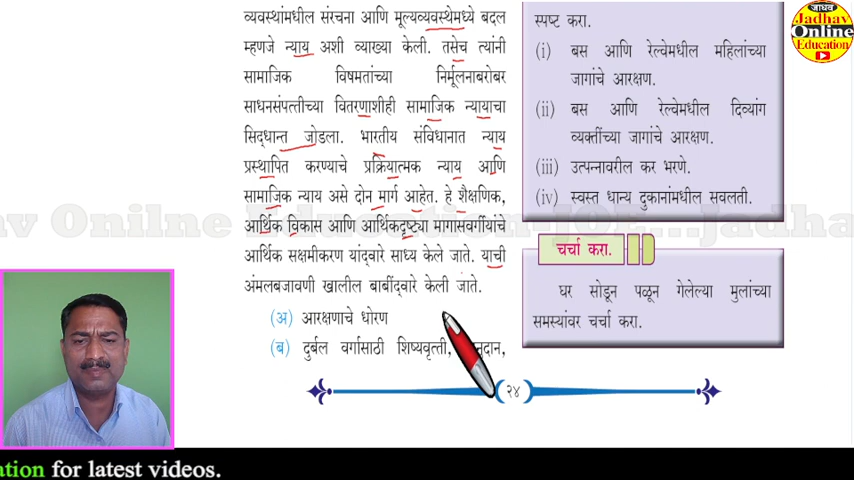 व्यवस्थांमधील संरचना आणि मूल्यव्यवस्थेमध्ये बदल
म्हणजे न्याय अशी व्याख्या केली. तसेच त्यांनी
सामाजिक विषमतांच्या निर्मूलनाबरोबर
साधनसंपत्तीच्या वितरणाशीही सामाजिक न्यायाचा
सिद्धान्त जोडला. भारतीय संविधानात न्याय
प्रस्थापित करण्याचे प्रक्रियात्मक न्याय आणि
सामाजिक न्याय असे दोन मार्ग आहेत. हे शैक्षणिक,
आर्थिक विकास आणि आर्थिकदृष्ट्या मागासवर्गीयांचे
आर्थिक सक्षमीकरण यांद्वारे साध्य केले जाते. याची
अंमलबजावणी खालील बाबींद्वारे केली जाते.
(अ) आरक्षणाचे धोरण
(ब) दुर्बल वर्गासाठी शिष्यवृत्ती,
स्पष्ट करा.
(i) बस आणि रेल्वेमधील महिलांच्या
जागांचे आरक्षण.
(ii) बस आणि रेल्वेमधील दिव्यांग
व्यक्तींच्या जागांचे आरक्षण.
(iii) उत्पन्नावरील कर भरणे.
(iv) स्वस्त धान्य दुकानांमधील सवलती.
चर्चा करा.
घर सोडून पळून गेलेल्या मुलांच्या
समस्यांवर चर्चा करा.
२४
जाधव
Jadhav
Online
Education
Onilne Education
for latest videos.